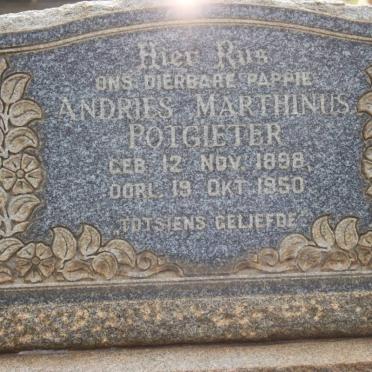 Hier Rus
ONS DIERBARE PAPPIE
ANDRIES MARTHINUS
POTGIETER
GEB. 12 NOV. 1898.
OORL. 19 OKT. 1950.
„TOTSIENS GELIEFDE"